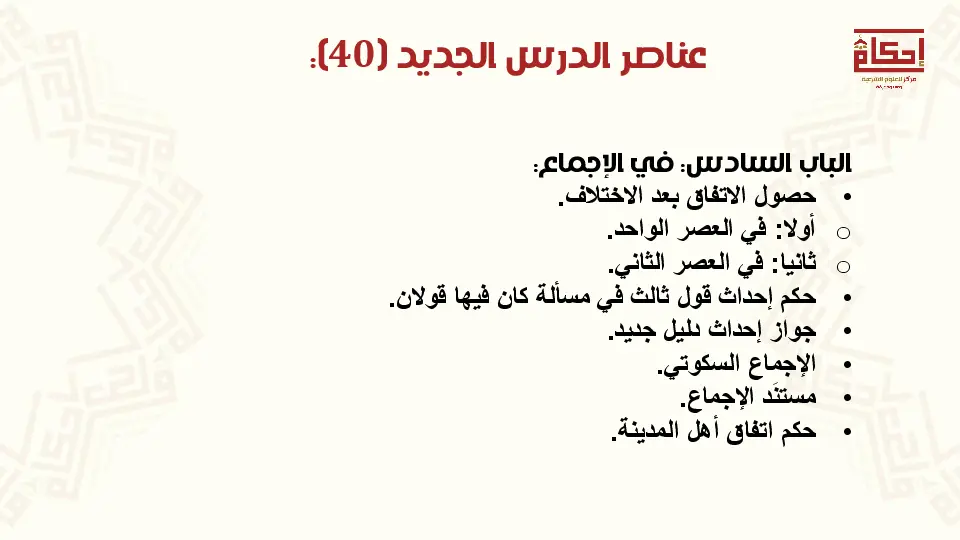 عناصر الدرس الجديد (40):
إحكام
مركز للعلوم الشرعية
الباب السادس: في الإجماع:
• حصول الاتفاق بعد الاختلاف.
o أولا: في العصر الواحد.
o ثانيا: في العصر الثاني.
• حكم إحداث قول ثالث في مسألة كان فيها قولان.
• جواز إحداث دليل جديد.
• الإجماع السكوتي.
• مستنَد الإجماع.
• حكم اتفاق أهل المدينة.